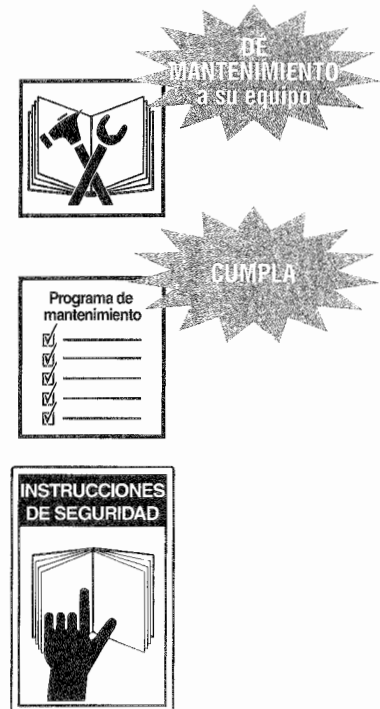 DE
MANTENIMIENTO
a su equipo
CUMPLA
Programa de
mantenimiento
INSTRUCCIONES
DE SEGURIDAD